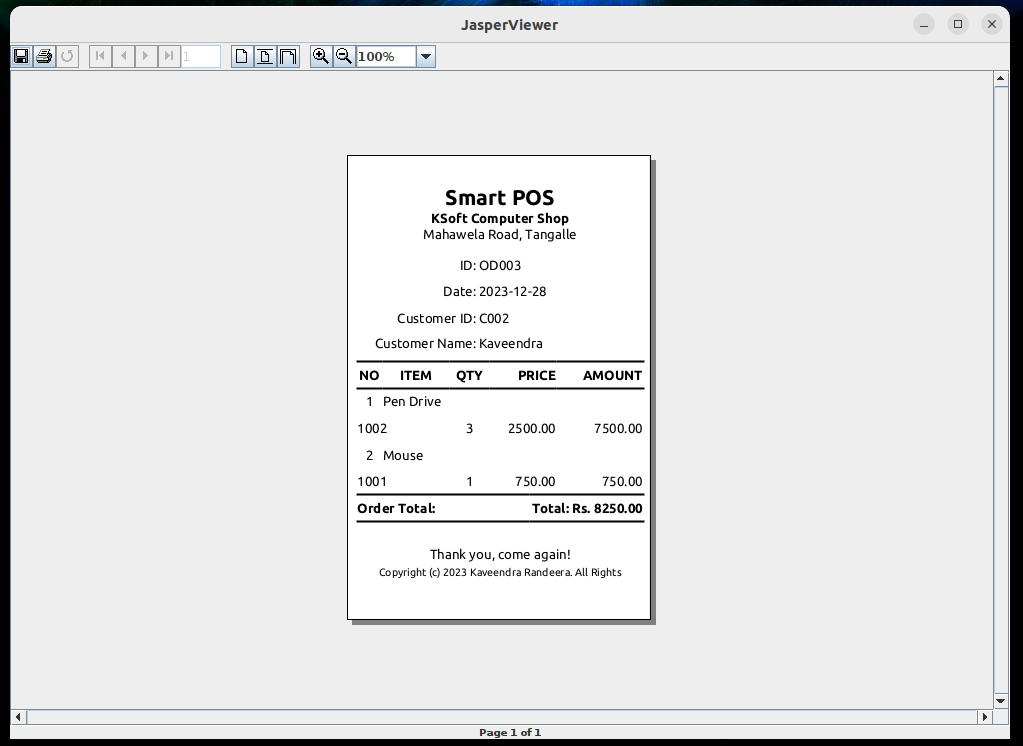 JasperViewer
1
100%
Smart POS
KSoft Computer Shop
Mahawela Road, Tangalle
ID: OD003
Date: 2023-12-28
Customer ID: C002
Customer Name: Kaveendra
NO ITEM QTY PRICE AMOUNT
1 Pen Drive
1002 3 2500.00 7500.00
2 Mouse
1001 1 750.00 750.00
Order Total: Total: Rs. 8250.00
Thank you, come again!
Copyright (c) 2023 Kaveendra Randeera. All Rights
Page 1 of 1